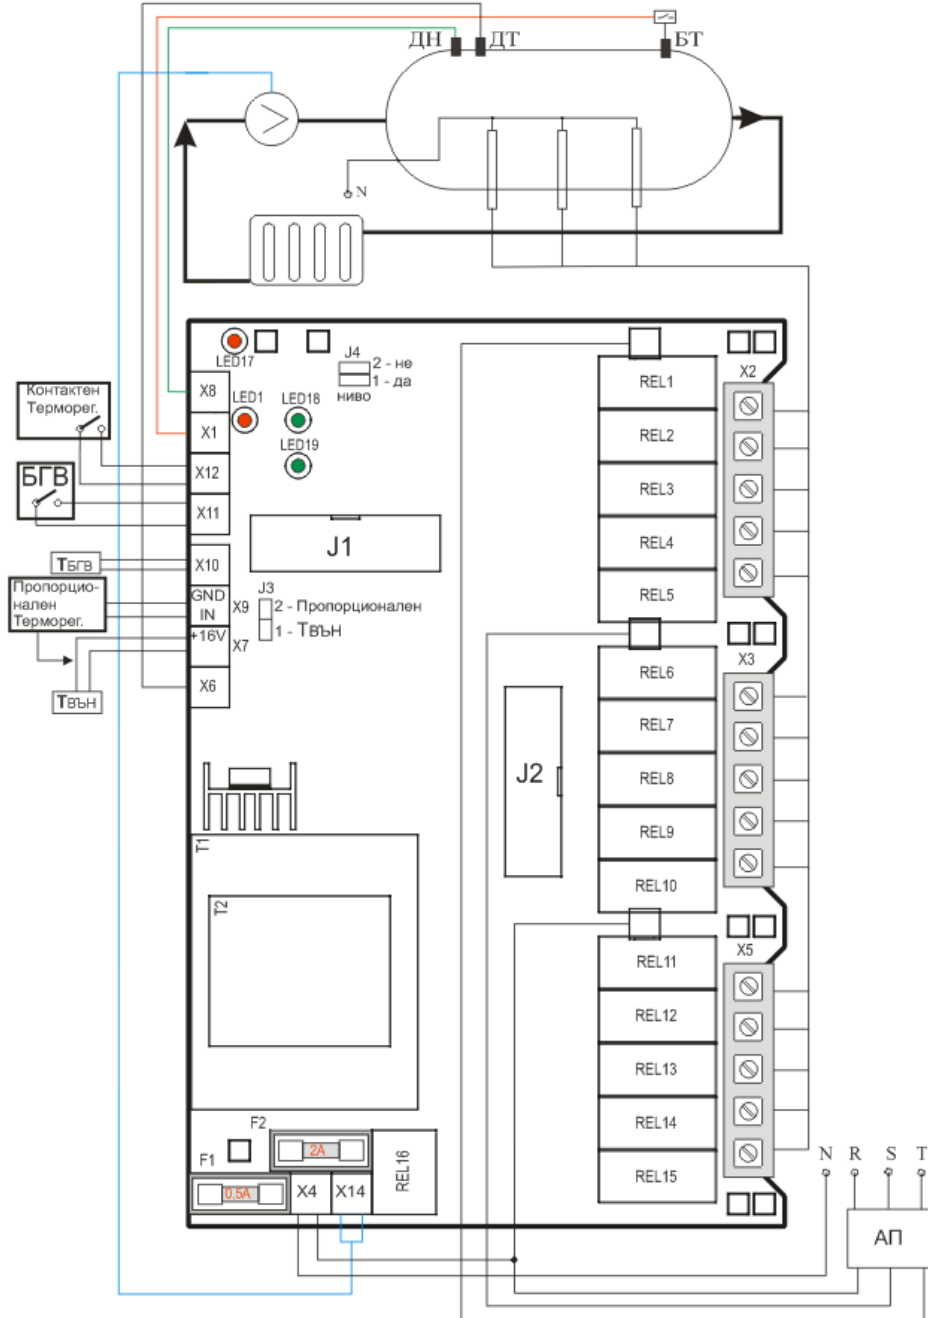 ДН
ДТ
БТ
N
LED17
J4
2 - не
1 - да
ниво
X8
LED1
LED18
X1
LED19
Контактен
Терморег.
X12
БГВ
X11
J1
TБГВ
X10
Пропорцио-
нален
Терморег.
GND
IN
X9
J3
2 - Пропорционален
1 - TВЪН
+16V
X7
X6
TВЪН
REL1
REL2
REL3
REL4
REL5
X2
REL6
REL7
REL8
REL9
REL10
X3
J2
T1
T2
REL11
REL12
REL13
REL14
REL15
X5
F2
2A
F1
0,5A
X4
X14
REL16
N R S T
АП